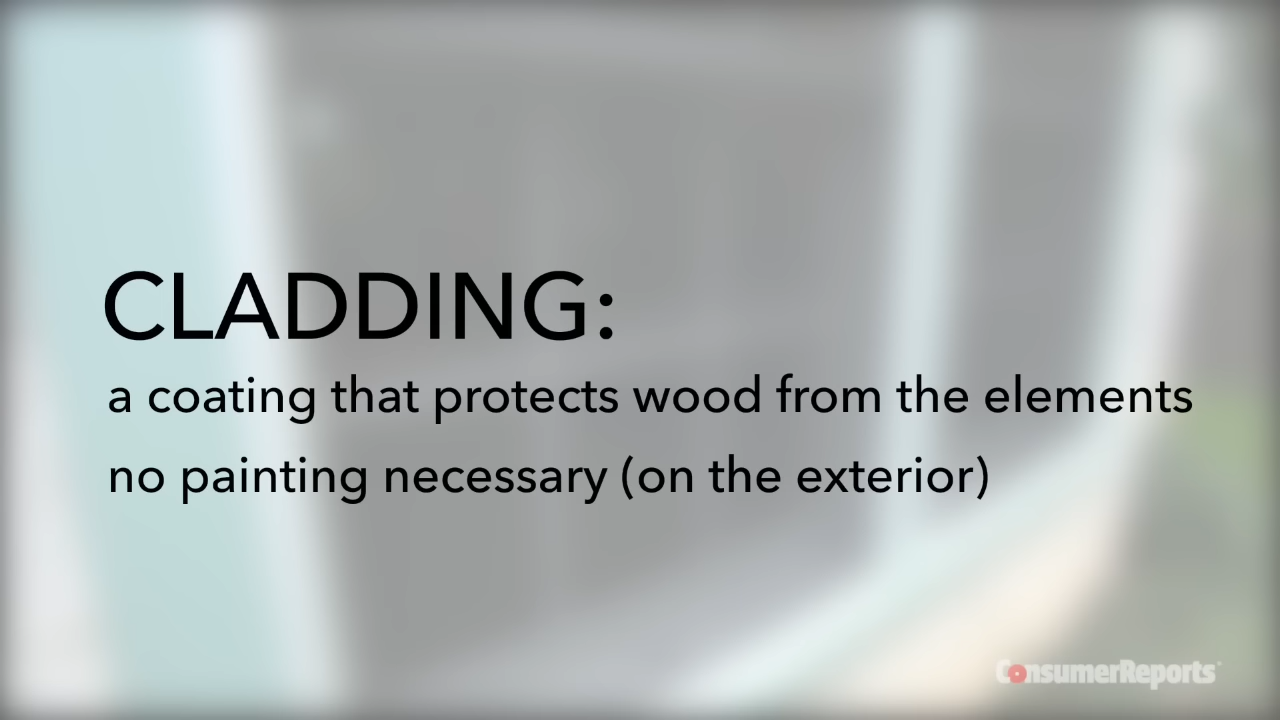 CLADDING:
a coating that protects wood from the elements
no painting necessary (on the exterior)
ConsumerReports